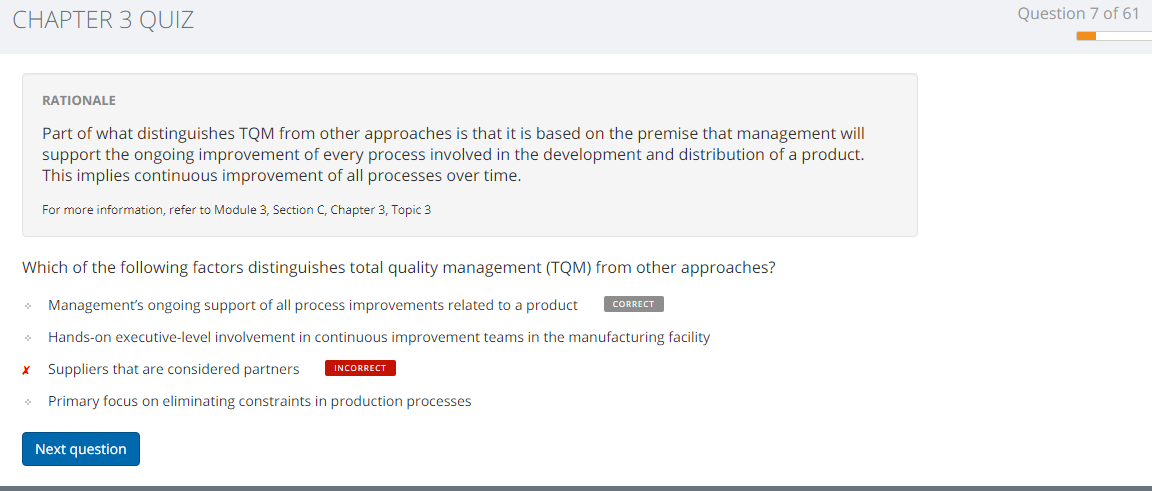 CHAPTER 3 QUIZ
Question 7 of 61
RATIONALE
Part of what distinguishes TQM from other approaches is that it is based on the premise that management will
support the ongoing improvement of every process involved in the development and distribution of a product.
This implies continuous improvement of all processes over time.
For more information, refer to Module 3, Section C, Chapter 3, Topic 3
Which of the following factors distinguishes total quality management (TQM) from other approaches?
Management's ongoing support of all process improvements related to a product CORRECT
Hands-on executive-level involvement in continuous improvement teams in the manufacturing facility
✗ Suppliers that are considered partners INCORRECT
Primary focus on eliminating constraints in production processes
Next question